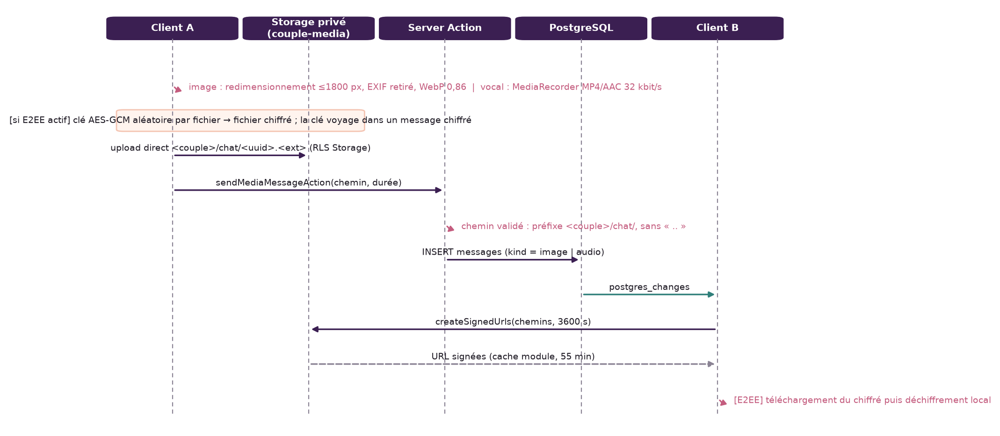 Client A
Storage privé
(couple-media)
Server Action
PostgreSQL
Client B
image : redimensionnement ≤1800 px, EXIF retiré, WebP 0,86 | vocal : MediaRecorder MP4/AAC 32 kbit/s
[si E2EE actif] clé AES-GCM aléatoire par fichier → fichier chiffré ; la clé voyage dans un message chiffré
upload direct <couple>/chat/<uuid>.<ext> (RLS Storage)
sendMediaMessageAction(chemin, durée)
chemin validé : préfixe <couple>/chat/, sans « .. »
INSERT messages (kind = image | audio)
postgres_changes
createSignedUrls(chemins, 3600 s)
URL signées (cache module, 55 min)
[E2EE] téléchargement du chiffré puis déchiffrement local